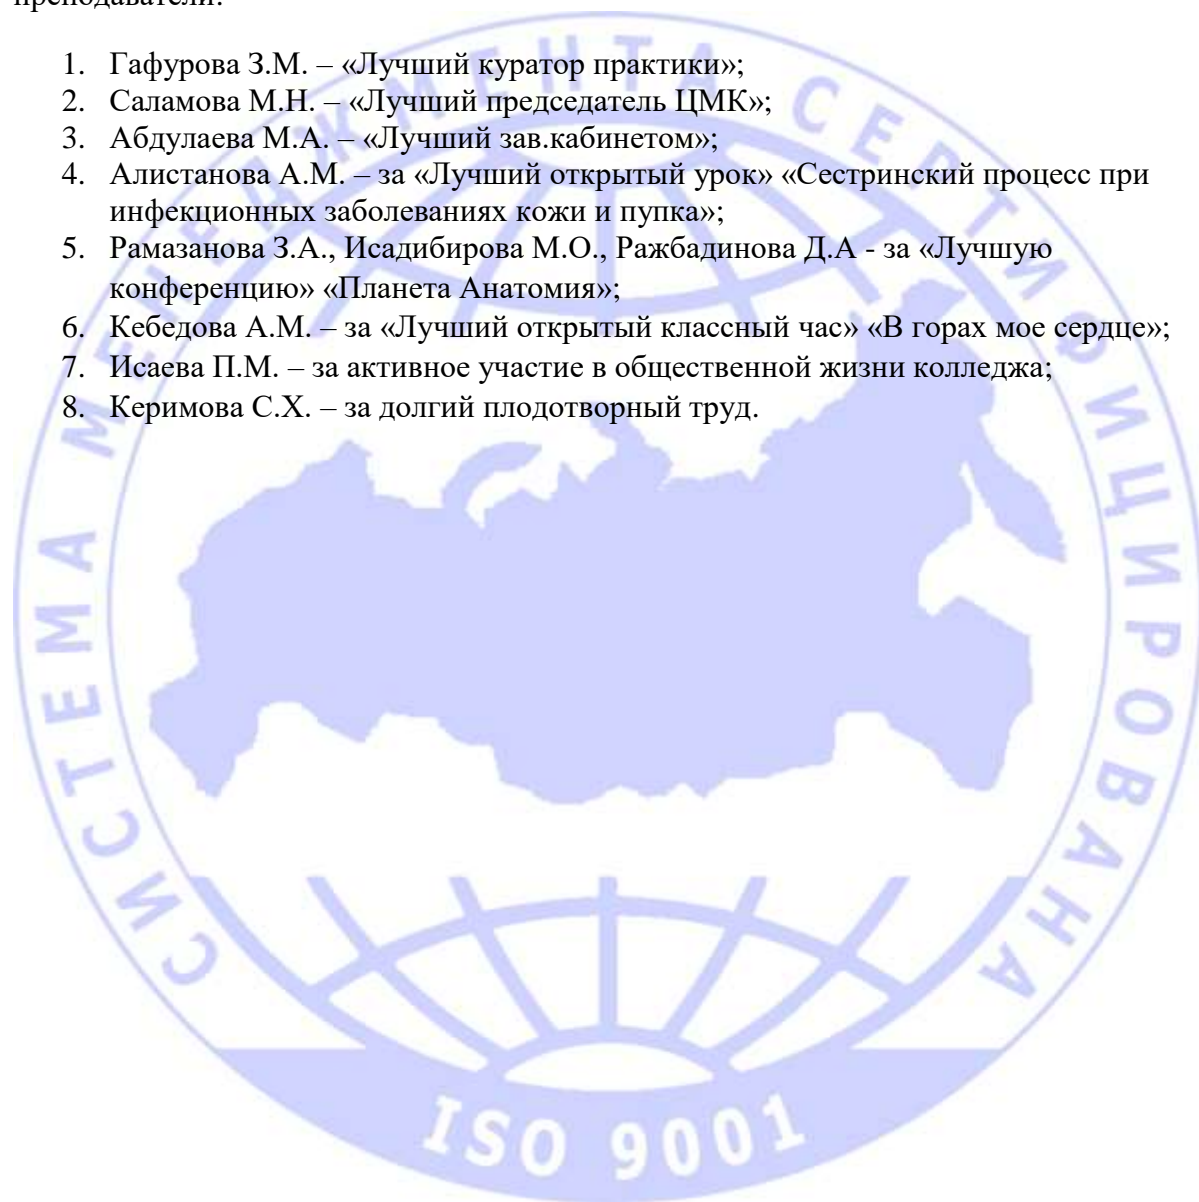 преподаватели:
1. Гафурова З.М. – «Лучший куратор практики»;
2. Саламова М.Н. – «Лучший председатель ЦМК»;
3. Абдулаева М.А. – «Лучший зав.кабинетом»;
4. Алистанова А.М. – за «Лучший открытый урок» «Сестринский процесс при
инфекционных заболеваниях кожи и пупка»;
5. Рамазанова З.А., Исадибирова М.О., Ражбадинова Д.А - за «Лучшую
конференцию» «Планета Анатомия»;
6. Кебедова А.М. – за «Лучший открытый классный час» «В горах мое сердце»;
7. Исаева П.М. – за активное участие в общественной жизни колледжа;
8. Керимова С.Х. – за долгий плодотворный труд.
СИСТЕМА МЕНЕДЖМЕНТА СЕРТИФИЦИРОВАНА
ISO 9001